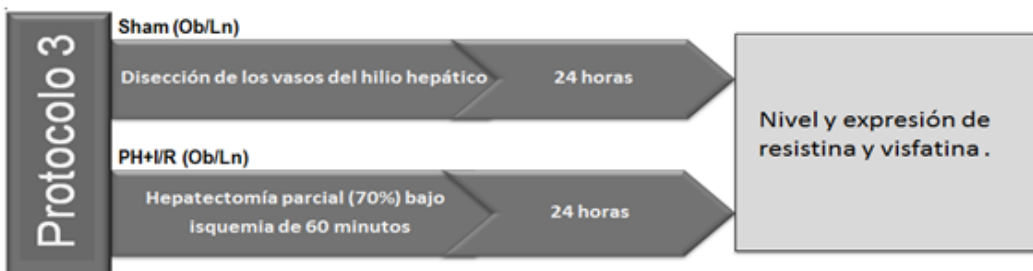 Protocolo 3
Sham (Ob/Ln)
Disección de los vasos del hilio hepático
24 horas
PH+I/R (Ob/Ln)
Hepatectomía parcial (70%) bajo
isquemia de 60 minutos
24 horas
Nivel y expresión de
resistina y visfatina .